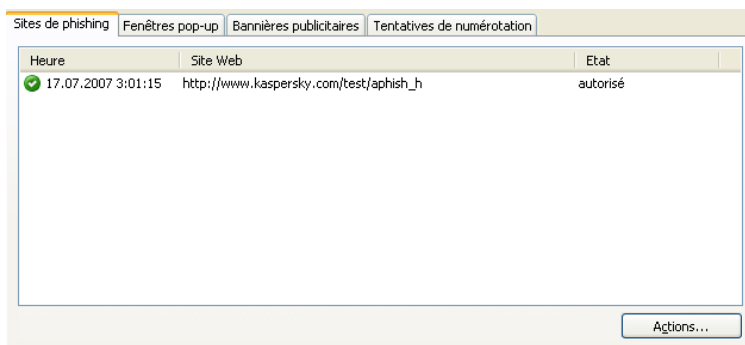 Sites de phishing Fenêtres pop-up Bannières publicitaires Tentatives de numérotation
Heure Site Web Etat
17.07.2007 3:01:15 http://www.kaspersky.com/test/aphish_h autorisé
Actions...